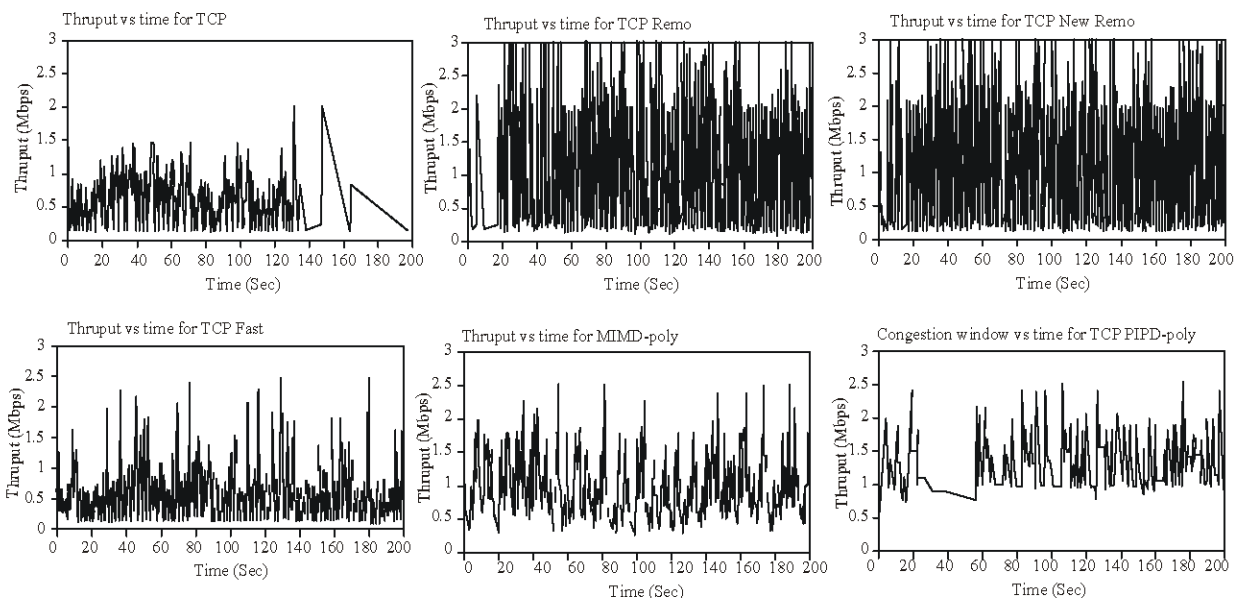 Thruput vs time for TCP
Thruput (Mbps)
3
2.5
2
1.5
1
0.5
0
0 20 40 60 80 100 120 140 160 180 200
Time (Sec)
Thruput vs time for TCP Remo
Thruput (Mbps)
3
2.5
2
1.5
1
0.5
0
0 20 40 60 80 100 120 140 160 180 200
Time (Sec)
Thruput vs time for TCP New Remo
Thruput (Mbps)
3
2.5
2
1.5
1
0.5
0
0 20 40 60 80 100 120 140 160 180 200
Time (Sec)
Thruput vs time for TCP Fast
Thruput (Mbps)
3
2.5
2
1.5
1
0.5
0
0 20 40 60 80 100 120 140 160 180 200
Time (Sec)
Thruput vs time for MIMD-poly
Thruput (Mbps)
3
2.5
2
1.5
1
0.5
0
0 20 40 60 80 100 120 140 160 180 200
Time (Sec)
Congestion window vs time for TCP PIPD-poly
Thruput (Mbps)
3
2.5
2
1.5
1
0.5
0
0 20 40 60 80 100 120 140 160 180 200
Time (Sec)